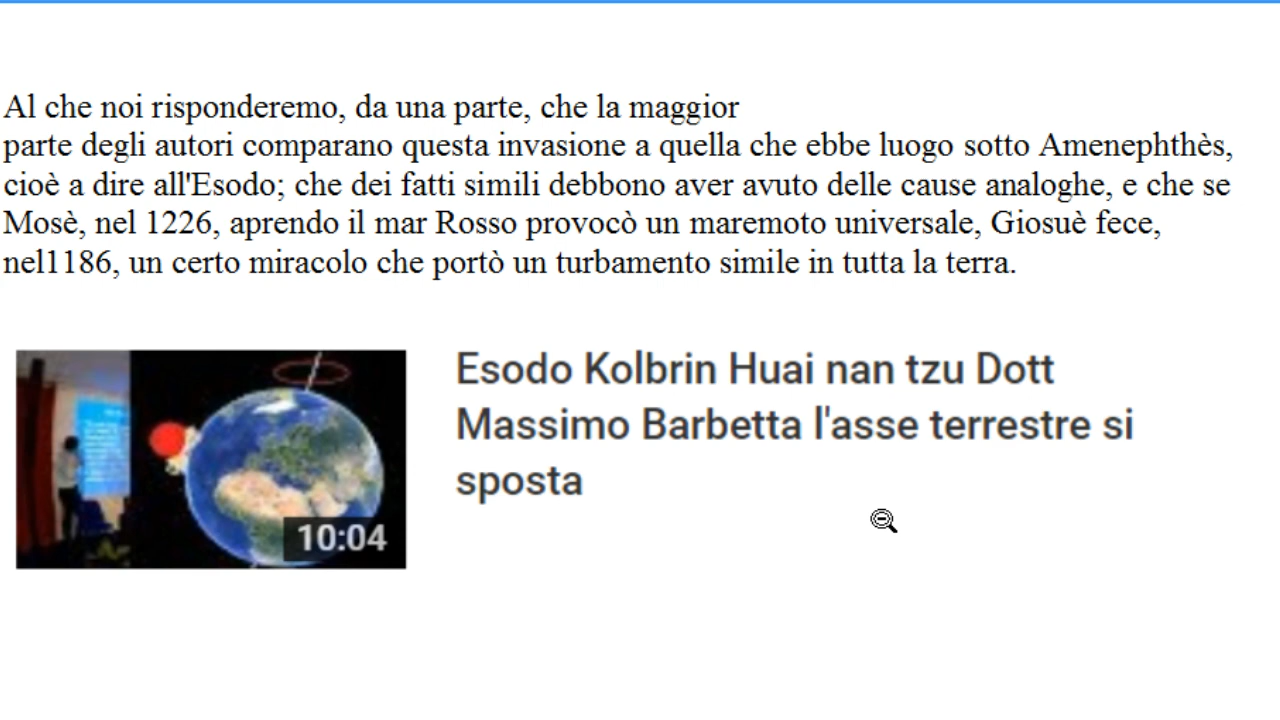 Al che noi risponderemo, da una parte, che la maggior
parte degli autori comparano questa invasione a quella che ebbe luogo sotto Amenephthès,
cioè a dire all'Esodo; che dei fatti simili debbono aver avuto delle cause analoghe, e che se
Mosè, nel 1226, aprendo il mar Rosso provocò un maremoto universale, Giosuè fece,
nel1186, un certo miracolo che portò un turbamento simile in tutta la terra.
Esodo Kolbrin Huai nan tzu Dott
Massimo Barbetta l'asse terrestre si
sposta
10:04